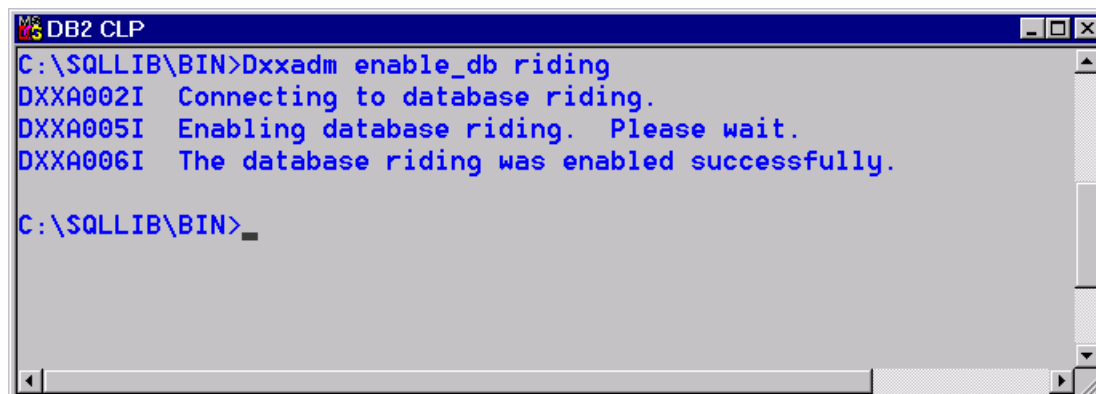 MS DB2 CLP
C:\SQLLIB\BIN>Dxxadm enable_db riding
DXXA002I  Connecting to database riding.
DXXA005I  Enabling database riding.  Please wait.
DXXA006I  The database riding was enabled successfully.
C:\SQLLIB\BIN>_